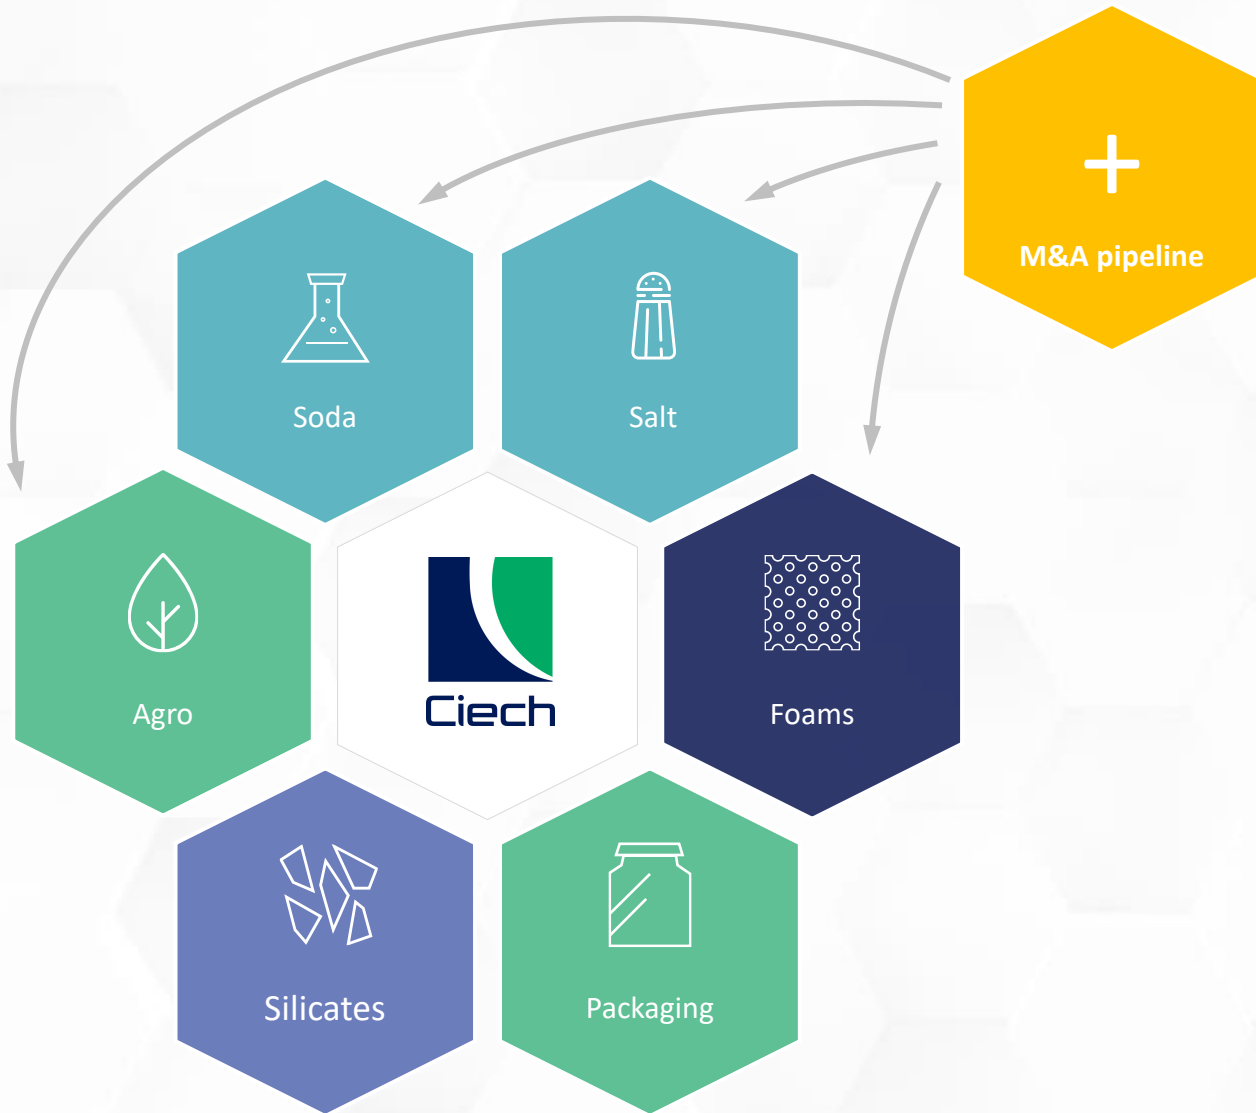 +
M&A pipeline
Soda
Salt
Agro
Ciech
Foams
Silicates
Packaging